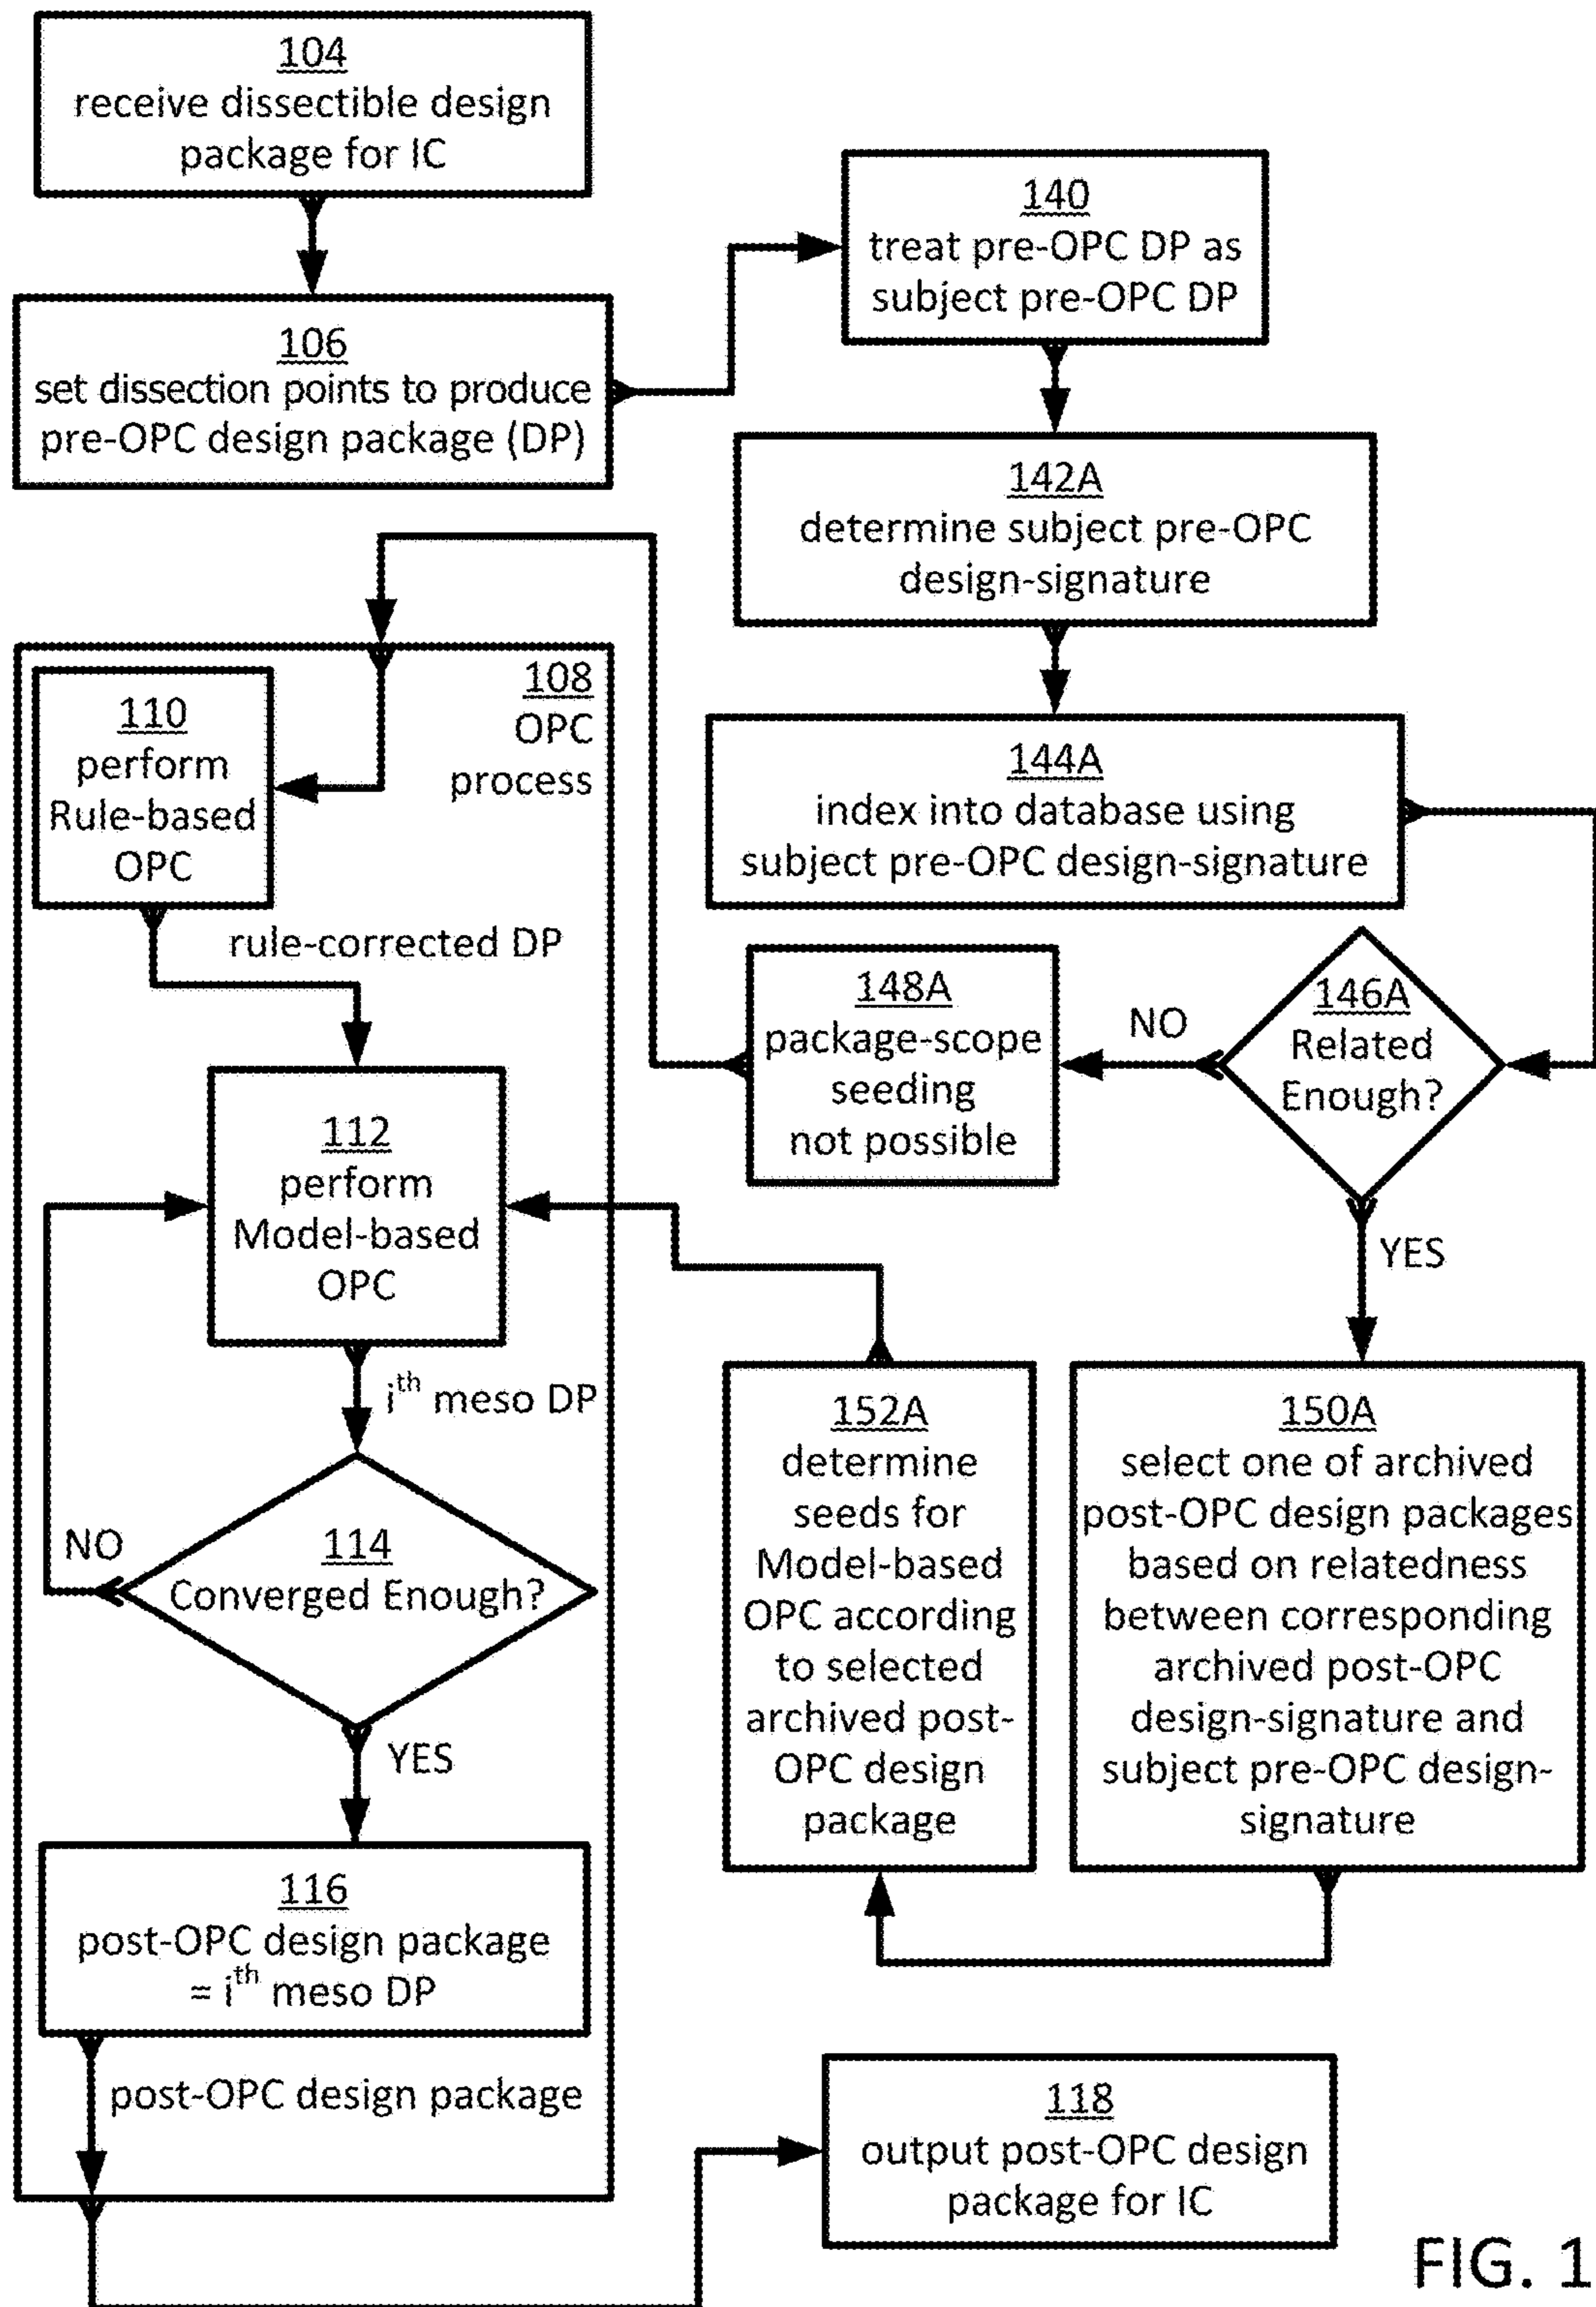 104
receive dissectible design
package for IC
106
set dissection points to produce
pre-OPC design package (DP)
140
treat pre-OPC DP as
subject pre-OPC DP
142A
determine subject pre-OPC
design-signature
144A
index into database using
subject pre-OPC design-signature
146A
Related
Enough?
NO
YES
148A
package-scope
seeding
not possible
108
OPC
process
110
perform
Rule-based
OPC
rule-corrected DP
112
perform
Model-based
OPC
ith meso DP
114
Converged Enough?
NO
YES
116
post-OPC design package
= ith meso DP
post-OPC design package
152A
determine
seeds for
Model-based
OPC according
to selected
archived post-
OPC design
package
150A
select one of archived
post-OPC design packages
based on relatedness
between corresponding
archived post-OPC
design-signature and
subject pre-OPC design-
signature
118
output post-OPC design
package for IC
FIG. 1